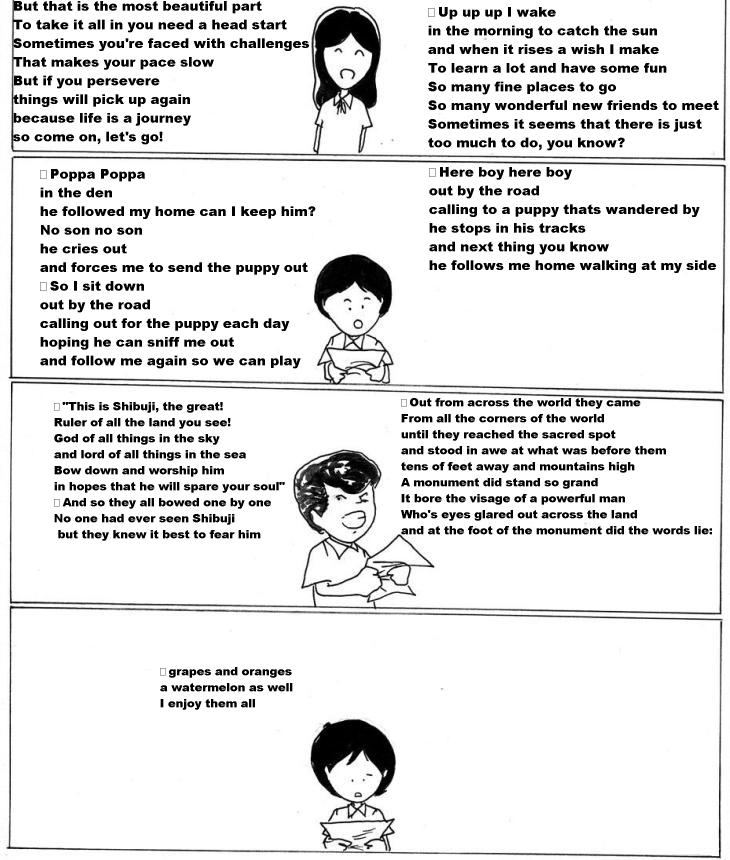 □Up up up I wake
in the morning to catch the sun
and when it rises a wish I make
To learn a lot and have some fun
So many fine places to go
So many wonderful new friends to meet
Sometimes it seems that there is just
too much to do, you know?
But that is the most beautiful part
To take it all in you need a head start
Sometimes you're faced with challenges
That makes your pace slow
But if you persevere
things will pick up again
because life is a journey
so come on, let's go!
□Here boy here boy
out by the road
calling to a puppy thats wandered by
he stops in his tracks
and next thing you know
he follows me home walking at my side
□Poppa Poppa
in the den
he followed my home can I keep him?
No son no son
he cries out
and forces me to send the puppy out
□So I sit down
out by the road
calling out for the puppy each day
hoping he can sniff me out
and follow me again so we can play
□Out from across the world they came
From all the corners of the world
until they reached the sacred spot
and stood in awe at what was before them
tens of feet away and mountains high
A monument did stand so grand
It bore the visage of a powerful man
Who's eyes glared out across the land
and at the foot of the monument did the words lie:
□"This is Shibuji, the great!
Ruler of all the land you see!
God of all things in the sky
and lord of all things in the sea
Bow down and worship him
in hopes that he will spare your soul"
□And so they all bowed one by one
No one had ever seen Shibuji
but they knew it best to fear him
□grapes and oranges
a watermelon as well
I enjoy them all